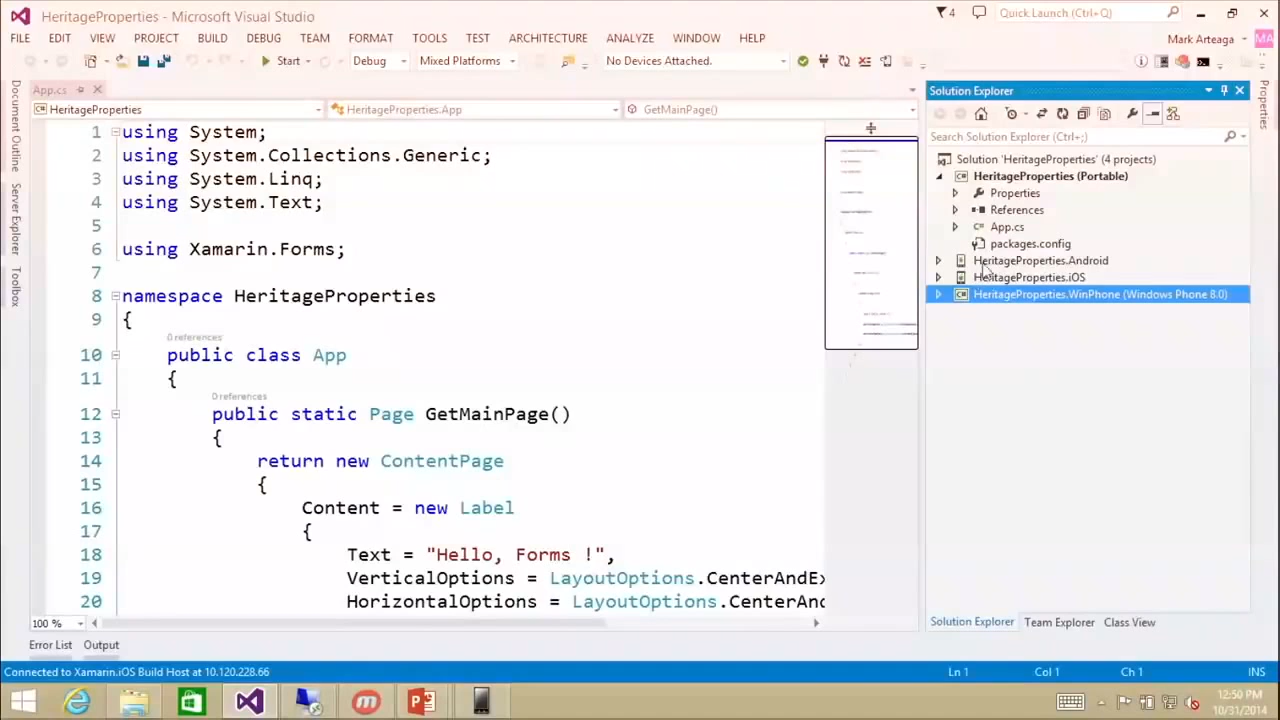 HeritageProperties - Microsoft Visual Studio
4
Quick Launch (Ctrl+Q)
FILE EDIT VIEW PROJECT BUILD DEBUG TEAM FORMAT TOOLS TEST ARCHITECTURE ANALYZE WINDOW HELP
Mark Arteaga
MA
Start
Debug
Mixed Platforms
No Devices Attached.
Document Outline
Server Explorer
Toolbox
App.cs
HeritageProperties
HeritageProperties.App
GetMainPage()
1 using System;
2 using System.Collections.Generic;
3 using System.Linq;
4 using System.Text;
5
6 using Xamarin.Forms;
7
8 namespace HeritageProperties
9 {
0 references
10 public class App
11 {
0 references
12 public static Page GetMainPage()
13 {
14 return new ContentPage
15 {
16 Content = new Label
17 {
18 Text = "Hello, Forms !",
19 VerticalOptions = LayoutOptions.CenterAndEx
20 HorizontalOptions = LayoutOptions.CenterAnd
100 %
Solution Explorer
Search Solution Explorer (Ctrl+;)
Solution 'HeritageProperties' (4 projects)
HeritageProperties (Portable)
Properties
References
App.cs
packages.config
HeritageProperties.Android
HeritageProperties.iOS
HeritageProperties.WinPhone (Windows Phone 8.0)
Solution Explorer Team Explorer Class View
Properties
Error List Output
Connected to Xamarin.iOS Build Host at 10.120.228.66
Ln 1 Col 1 Ch 1 INS
12:50 PM
10/31/2014